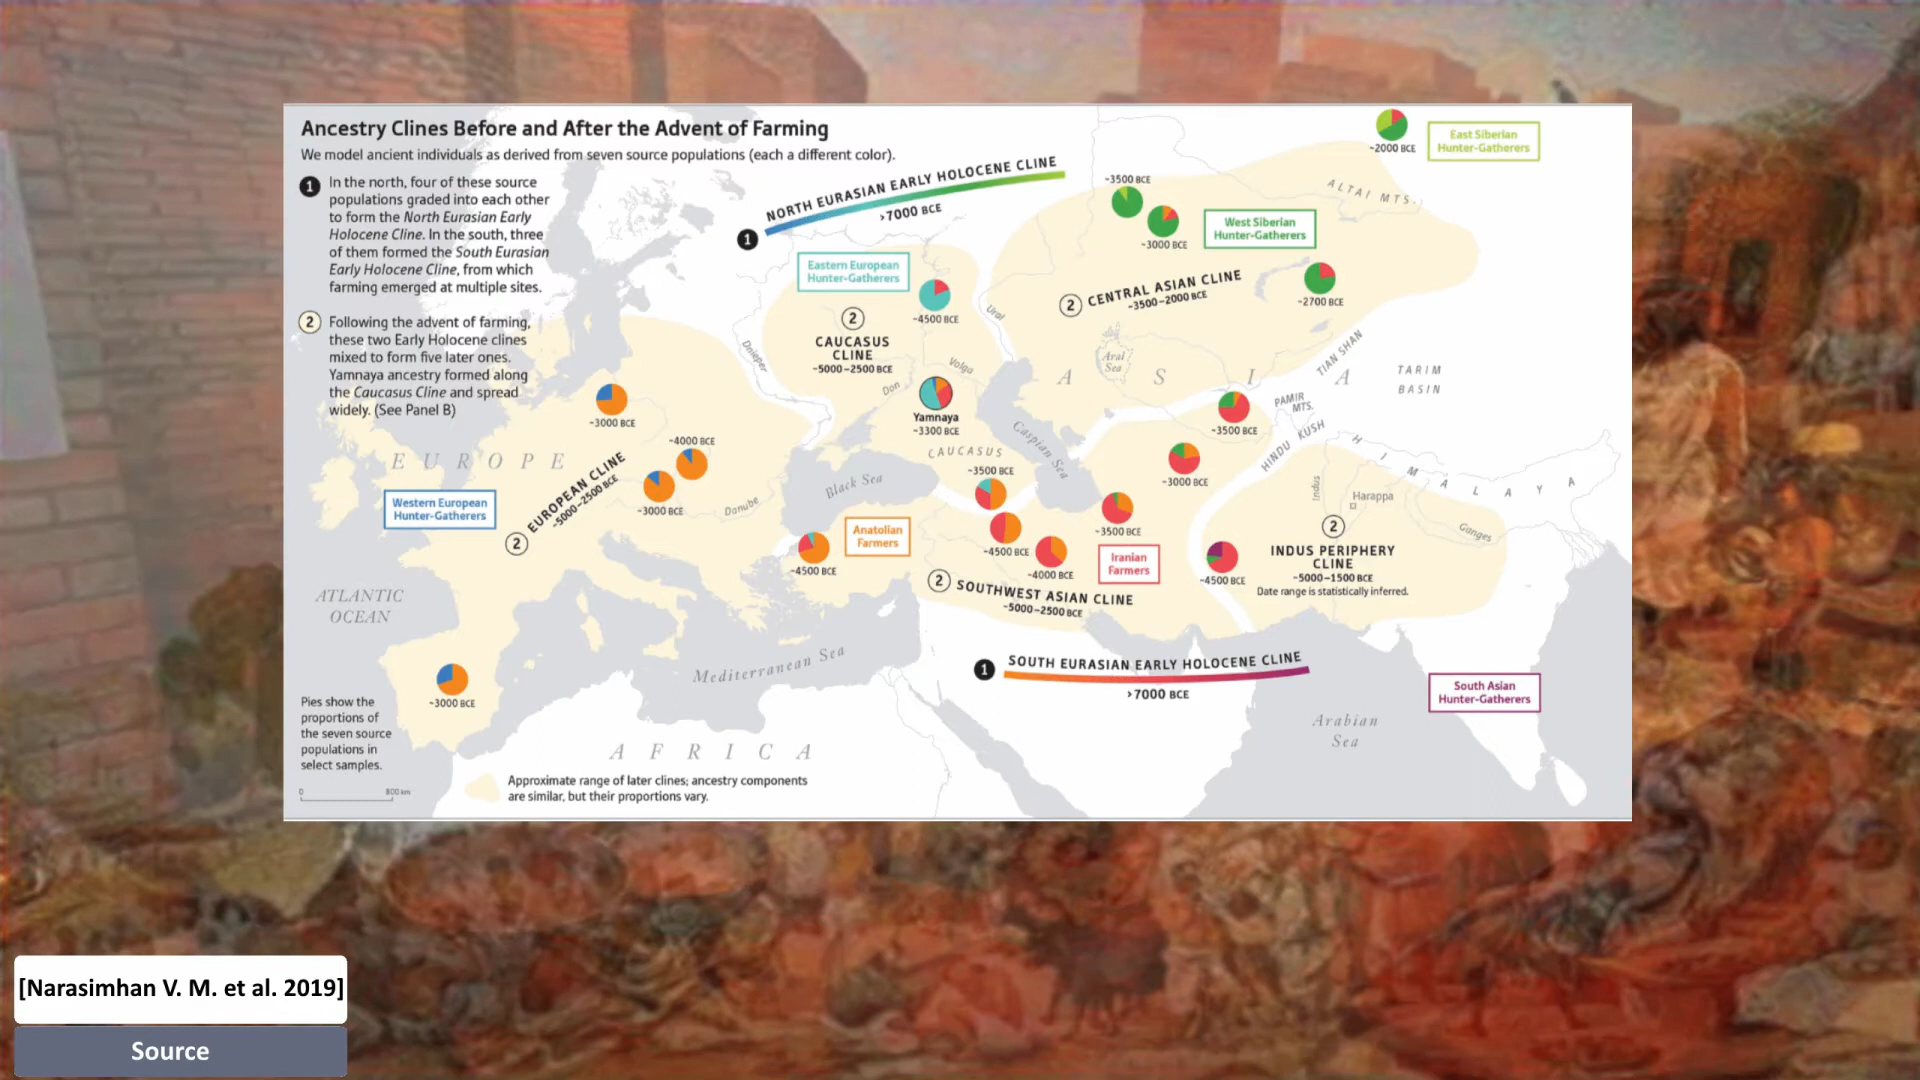 Ancestry Clines Before and After the Advent of Farming
We model ancient individuals as derived from seven source populations (each a different color).
1
In the north, four of these source
populations graded into each other
to form the North Eurasian Early
Holocene Cline. In the south, three
of them formed the South Eurasian
Early Holocene Cline, from which
farming emerged at multiple sites.
2
Following the advent of farming,
these two Early Holocene clines
mixed to form five later ones.
Yamnaya ancestry formed along
the Caucasus Cline and spread
widely. (See Panel B)
1
NORTH EURASIAN EARLY HOLOCENE CLINE
>7000 BCE
~2000 BCE
East Siberian
Hunter-Gatherers
ALTAI MTS.
~3500 BCE
~3000 BCE
West Siberian
Hunter-Gatherers
~2700 BCE
2
CENTRAL ASIAN CLINE
~3500–2000 BCE
Eastern European
Hunter-Gatherers
~4500 BCE
Ural
2
CAUCASUS
CLINE
~5000–2500 BCE
Dnieper
Don
Volga
Yamnaya
~3300 BCE
Aral
Sea
ASIA
TIAN SHAN
TARIM
BASIN
PAMIR
MTS.
HINDU KUSH
HIMALAYA
~3500 BCE
~3000 BCE
~3000 BCE
~4000 BCE
~3000 BCE
EUROPE
Western European
Hunter-Gatherers
2
EUROPEAN CLINE
~5000–2500 BCE
Danube
Black Sea
CAUCASUS
Caspian Sea
~3500 BCE
~4500 BCE
~4000 BCE
~3500 BCE
Anatolian
Farmers
~4500 BCE
Iranian
Farmers
2
SOUTHWEST ASIAN CLINE
~5000–2500 BCE
~4500 BCE
Indus
Harappa
Ganges
2
INDUS PERIPHERY
CLINE
~5000–1500 BCE
Date range is statistically inferred.
ATLANTIC
OCEAN
~3000 BCE
Mediterranean Sea
1
SOUTH EURASIAN EARLY HOLOCENE CLINE
>7000 BCE
South Asian
Hunter-Gatherers
Arabian
Sea
AFRICA
Pies show the
proportions of
the seven source
populations in
select samples.
0 800 km
Approximate range of later clines; ancestry components
are similar, but their proportions vary.
[Narasimhan V. M. et al. 2019]
Source